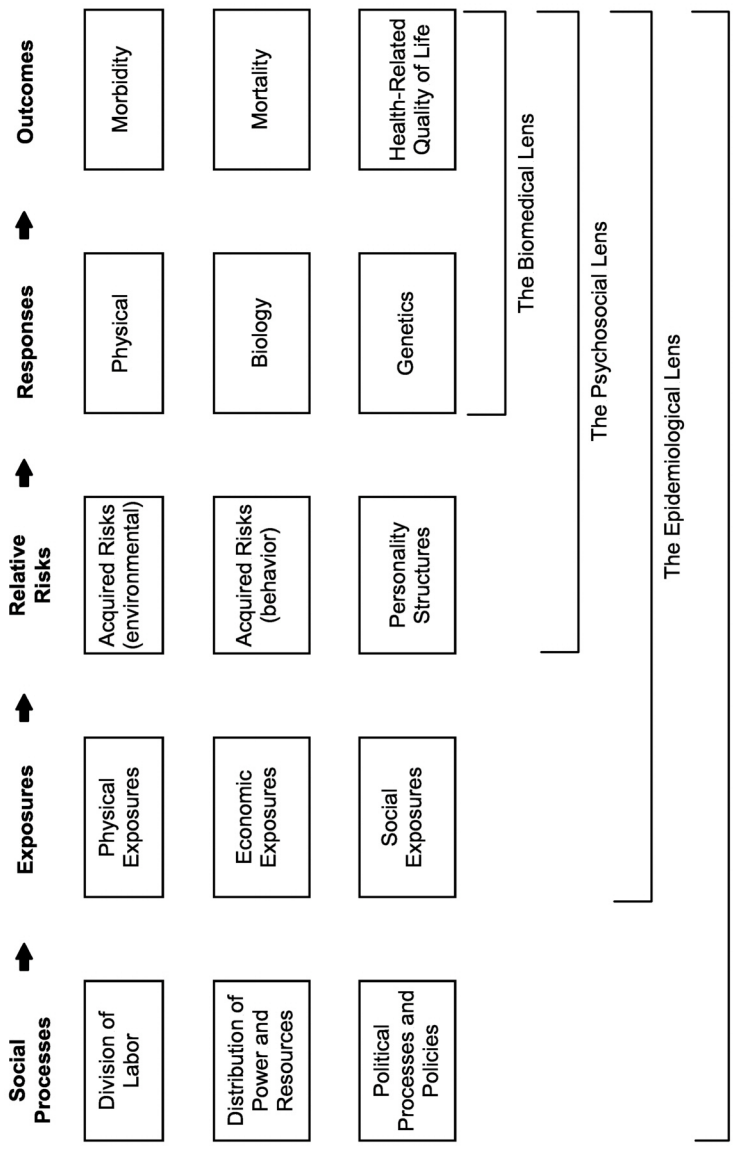 Social
Processes
Exposures
Relative
Risks
Responses
Outcomes
Division of
Labor
Physical
Exposures
Acquired Risks
(environmental)
Physical
Morbidity
Distribution of
Power and
Resources
Economic
Exposures
Acquired Risks
(behavior)
Biology
Mortality
Political
Processes and
Policies
Social
Exposures
Personality
Structures
Genetics
Health-Related
Quality of Life
The Biomedical Lens
The Psychosocial Lens
The Epidemiological Lens